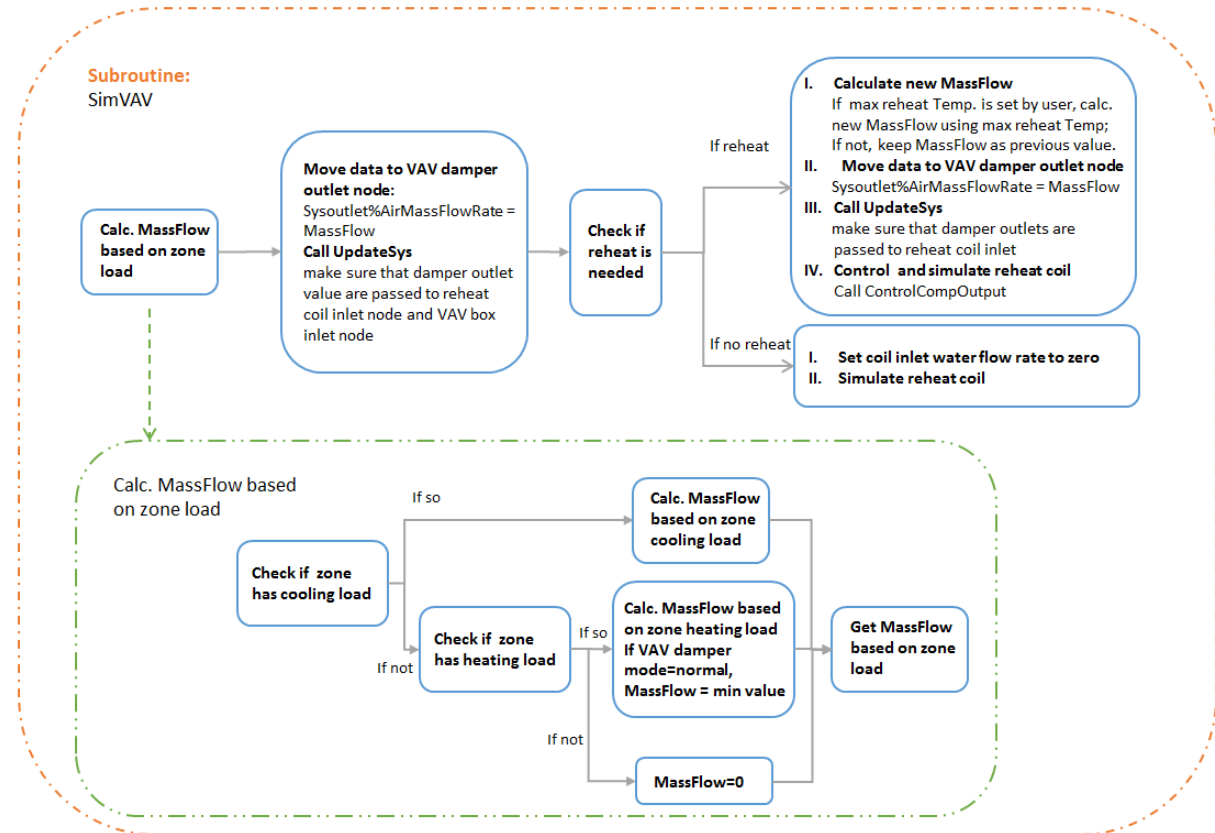 Subroutine:
SimVAV
Calc. MassFlow
based on zone
load
Move data to VAV damper
outlet node:
Sysoutlet%AirMassFlowRate =
MassFlow
Call UpdateSys
make sure that damper outlet
value are passed to reheat
coil inlet node and VAV box
inlet node
Check if
reheat is
needed
If reheat
I. Calculate new MassFlow
If max reheat Temp. is set by user, calc.
new MassFlow using max reheat Temp;
If not, keep MassFlow as previous value.
II. Move data to VAV damper outlet node
Sysoutlet%AirMassFlowRate = MassFlow
III. Call UpdateSys
make sure that damper outlets are
passed to reheat coil inlet
IV. Control and simulate reheat coil
Call ControlCompOutput
If no reheat
I. Set coil inlet water flow rate to zero
II. Simulate reheat coil
Calc. MassFlow based
on zone load
Check if zone
has cooling load
If so
Calc. MassFlow
based on zone
cooling load
If not
Check if zone
has heating load
If so
Calc. MassFlow based
on zone heating load
If VAV damper
mode=normal,
MassFlow = min value
If not
MassFlow=0
Get MassFlow
based on zone
load